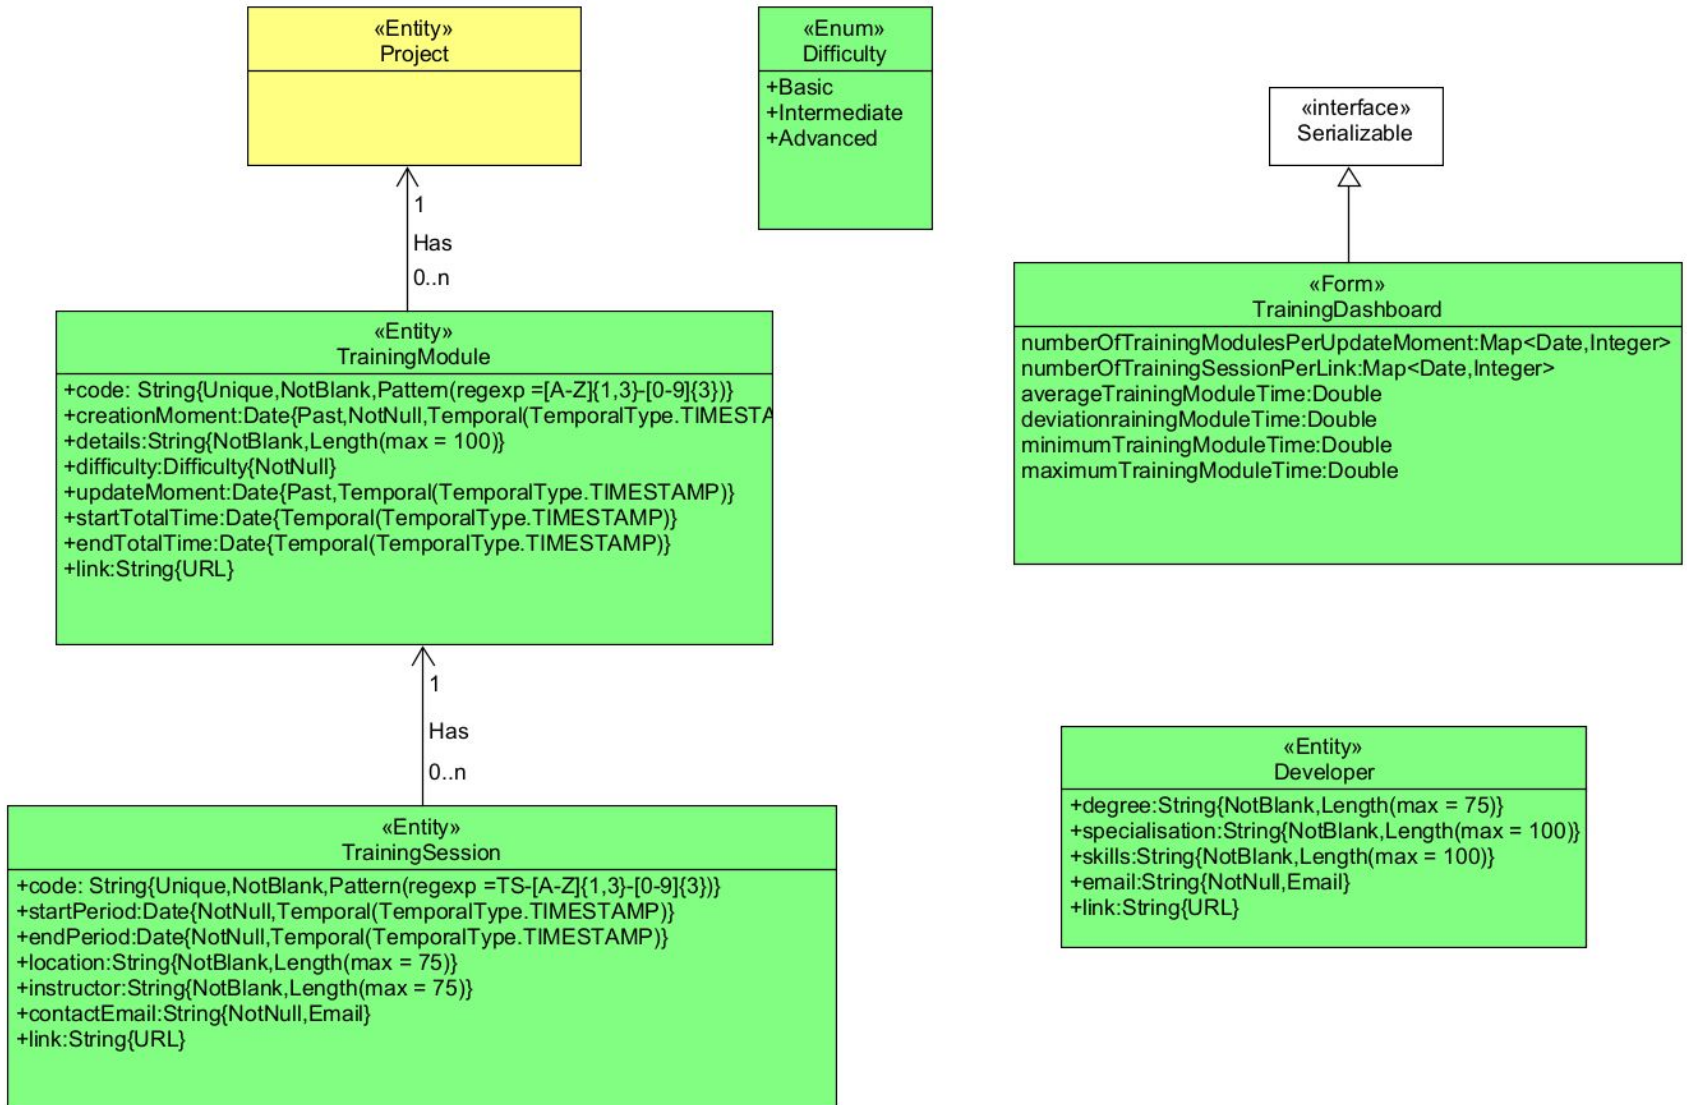 «Entity»
Project
«Enum»
Difficulty
+Basic
+Intermediate
+Advanced
«interface»
Serializable
1
Has
0..n
«Form»
TrainingDashboard
numberOfTrainingModulesPerUpdateMoment:Map<Date,Integer>
numberOfTrainingSessionPerLink:Map<Date,Integer>
averageTrainingModuleTime:Double
deviationrainingModuleTime:Double
minimumTrainingModuleTime:Double
maximumTrainingModuleTime:Double
«Entity»
TrainingModule
+code: String{Unique,NotBlank,Pattern(regexp =[A-Z]{1,3}-[0-9]{3})}
+creationMoment:Date{Past,NotNull,Temporal(TemporalType.TIMESTA
+details:String{NotBlank,Length(max = 100)}
+difficulty:Difficulty{NotNull}
+updateMoment:Date{Past,Temporal(TemporalType.TIMESTAMP)}
+startTotalTime:Date{Temporal(TemporalType.TIMESTAMP)}
+endTotalTime:Date{Temporal(TemporalType.TIMESTAMP)}
+link:String{URL}
1
Has
0..n
«Entity»
Developer
+degree:String{NotBlank,Length(max = 75)}
+specialisation:String{NotBlank,Length(max = 100)}
+skills:String{NotBlank,Length(max = 100)}
+email:String{NotNull,Email}
+link:String{URL}
«Entity»
TrainingSession
+code: String{Unique,NotBlank,Pattern(regexp =TS-[A-Z]{1,3}-[0-9]{3})}
+startPeriod:Date{NotNull,Temporal(TemporalType.TIMESTAMP)}
+endPeriod:Date{NotNull,Temporal(TemporalType.TIMESTAMP)}
+location:String{NotBlank,Length(max = 75)}
+instructor:String{NotBlank,Length(max = 75)}
+contactEmail:String{NotNull,Email}
+link:String{URL}